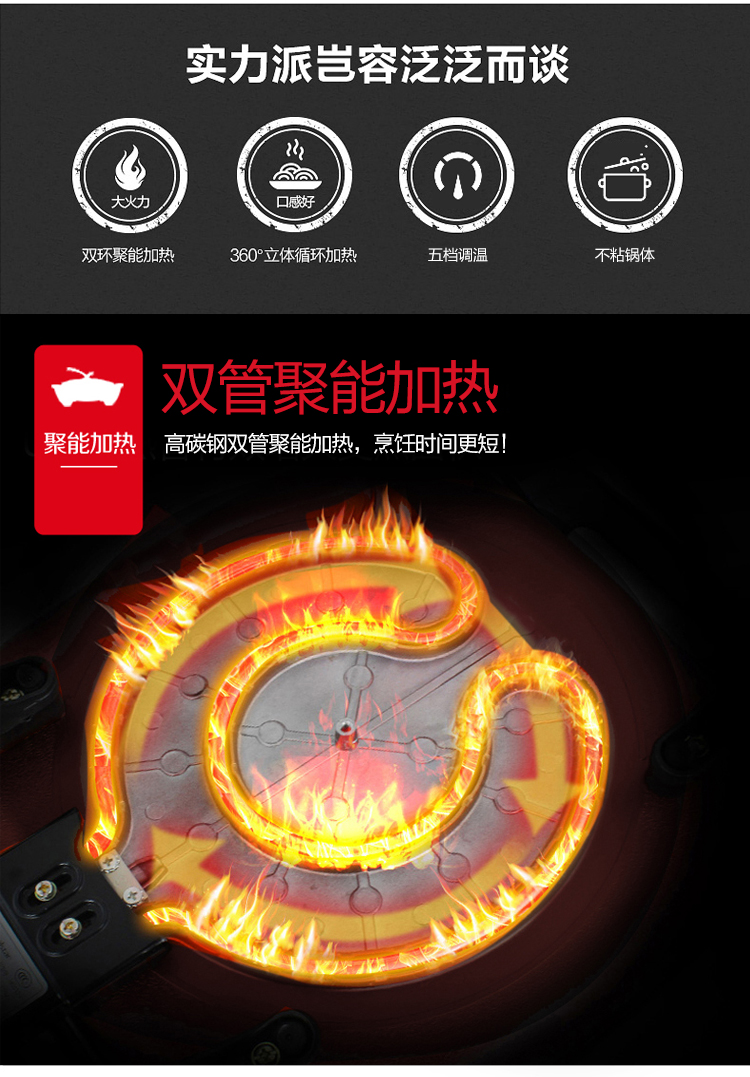 实力派岂容泛泛而谈
大火力
口感好
双环聚能加热
360°立体循环加热
五档调温
不粘锅体
双管聚能加热
聚能加热
高碳钢双管聚能加热，烹饪时间更短！